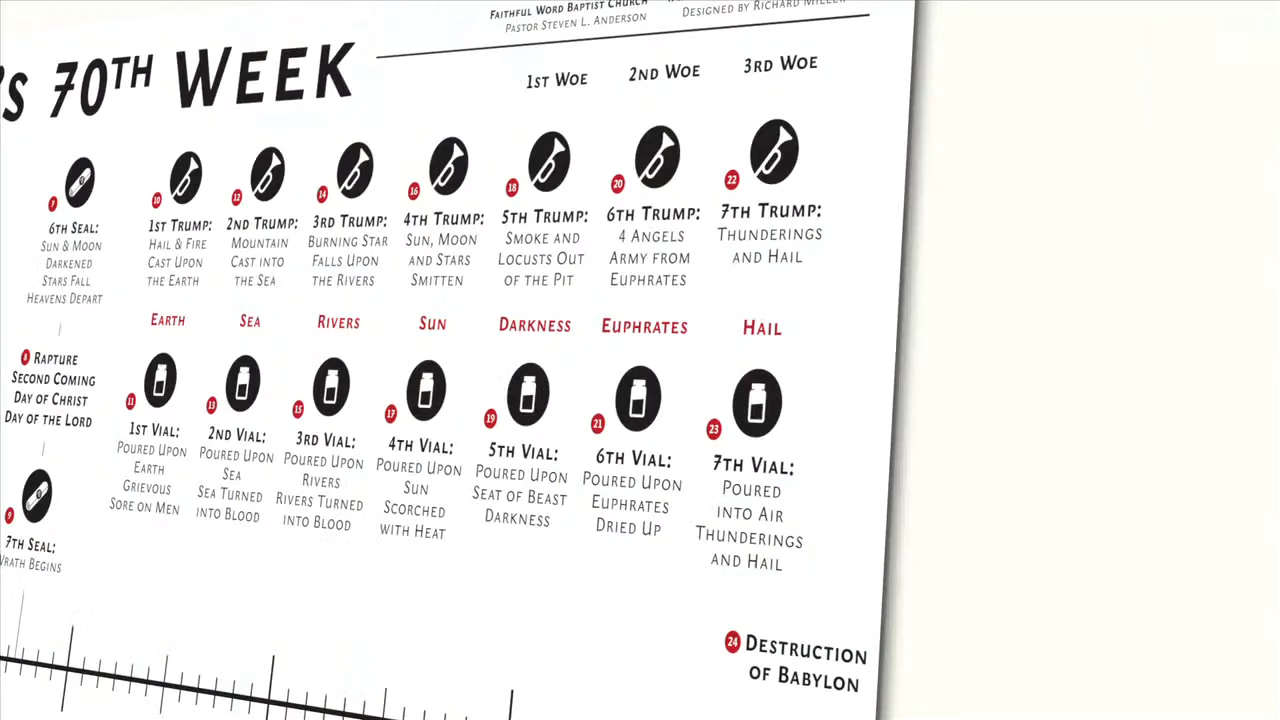 FAITHFUL WORD BAPTIST CHURCH
PASTOR STEVEN L. ANDERSON
DESIGNED BY RICHARD MILLER
'S 70TH WEEK
1ST WOE
2ND WOE
3RD WOE
7
6TH SEAL:
SUN & MOON
DARKENED
STARS FALL
HEAVENS DEPART
10
1ST TRUMP:
HAIL & FIRE
CAST UPON
THE EARTH
12
2ND TRUMP:
MOUNTAIN
CAST INTO
THE SEA
14
3RD TRUMP:
BURNING STAR
FALLS UPON
THE RIVERS
16
4TH TRUMP:
SUN, MOON
AND STARS
SMITTEN
18
5TH TRUMP:
SMOKE AND
LOCUSTS OUT
OF THE PIT
20
6TH TRUMP:
4 ANGELS
ARMY FROM
EUPHRATES
22
7TH TRUMP:
THUNDERINGS
AND HAIL
EARTH
SEA
RIVERS
SUN
DARKNESS
EUPHRATES
HAIL
8 RAPTURE
SECOND COMING
DAY OF CHRIST
DAY OF THE LORD
11
1ST VIAL:
POURED UPON
EARTH
GRIEVOUS
SORE ON MEN
13
2ND VIAL:
POURED UPON
SEA
SEA TURNED
INTO BLOOD
15
3RD VIAL:
POURED UPON
RIVERS
RIVERS TURNED
INTO BLOOD
17
4TH VIAL:
POURED UPON
SUN
SCORCHED
WITH HEAT
19
5TH VIAL:
POURED UPON
SEAT OF BEAST
DARKNESS
21
6TH VIAL:
POURED UPON
EUPHRATES
DRIED UP
23
7TH VIAL:
POURED
INTO AIR
THUNDERINGS
AND HAIL
9
7TH SEAL:
WRATH BEGINS
24 DESTRUCTION
OF BABYLON